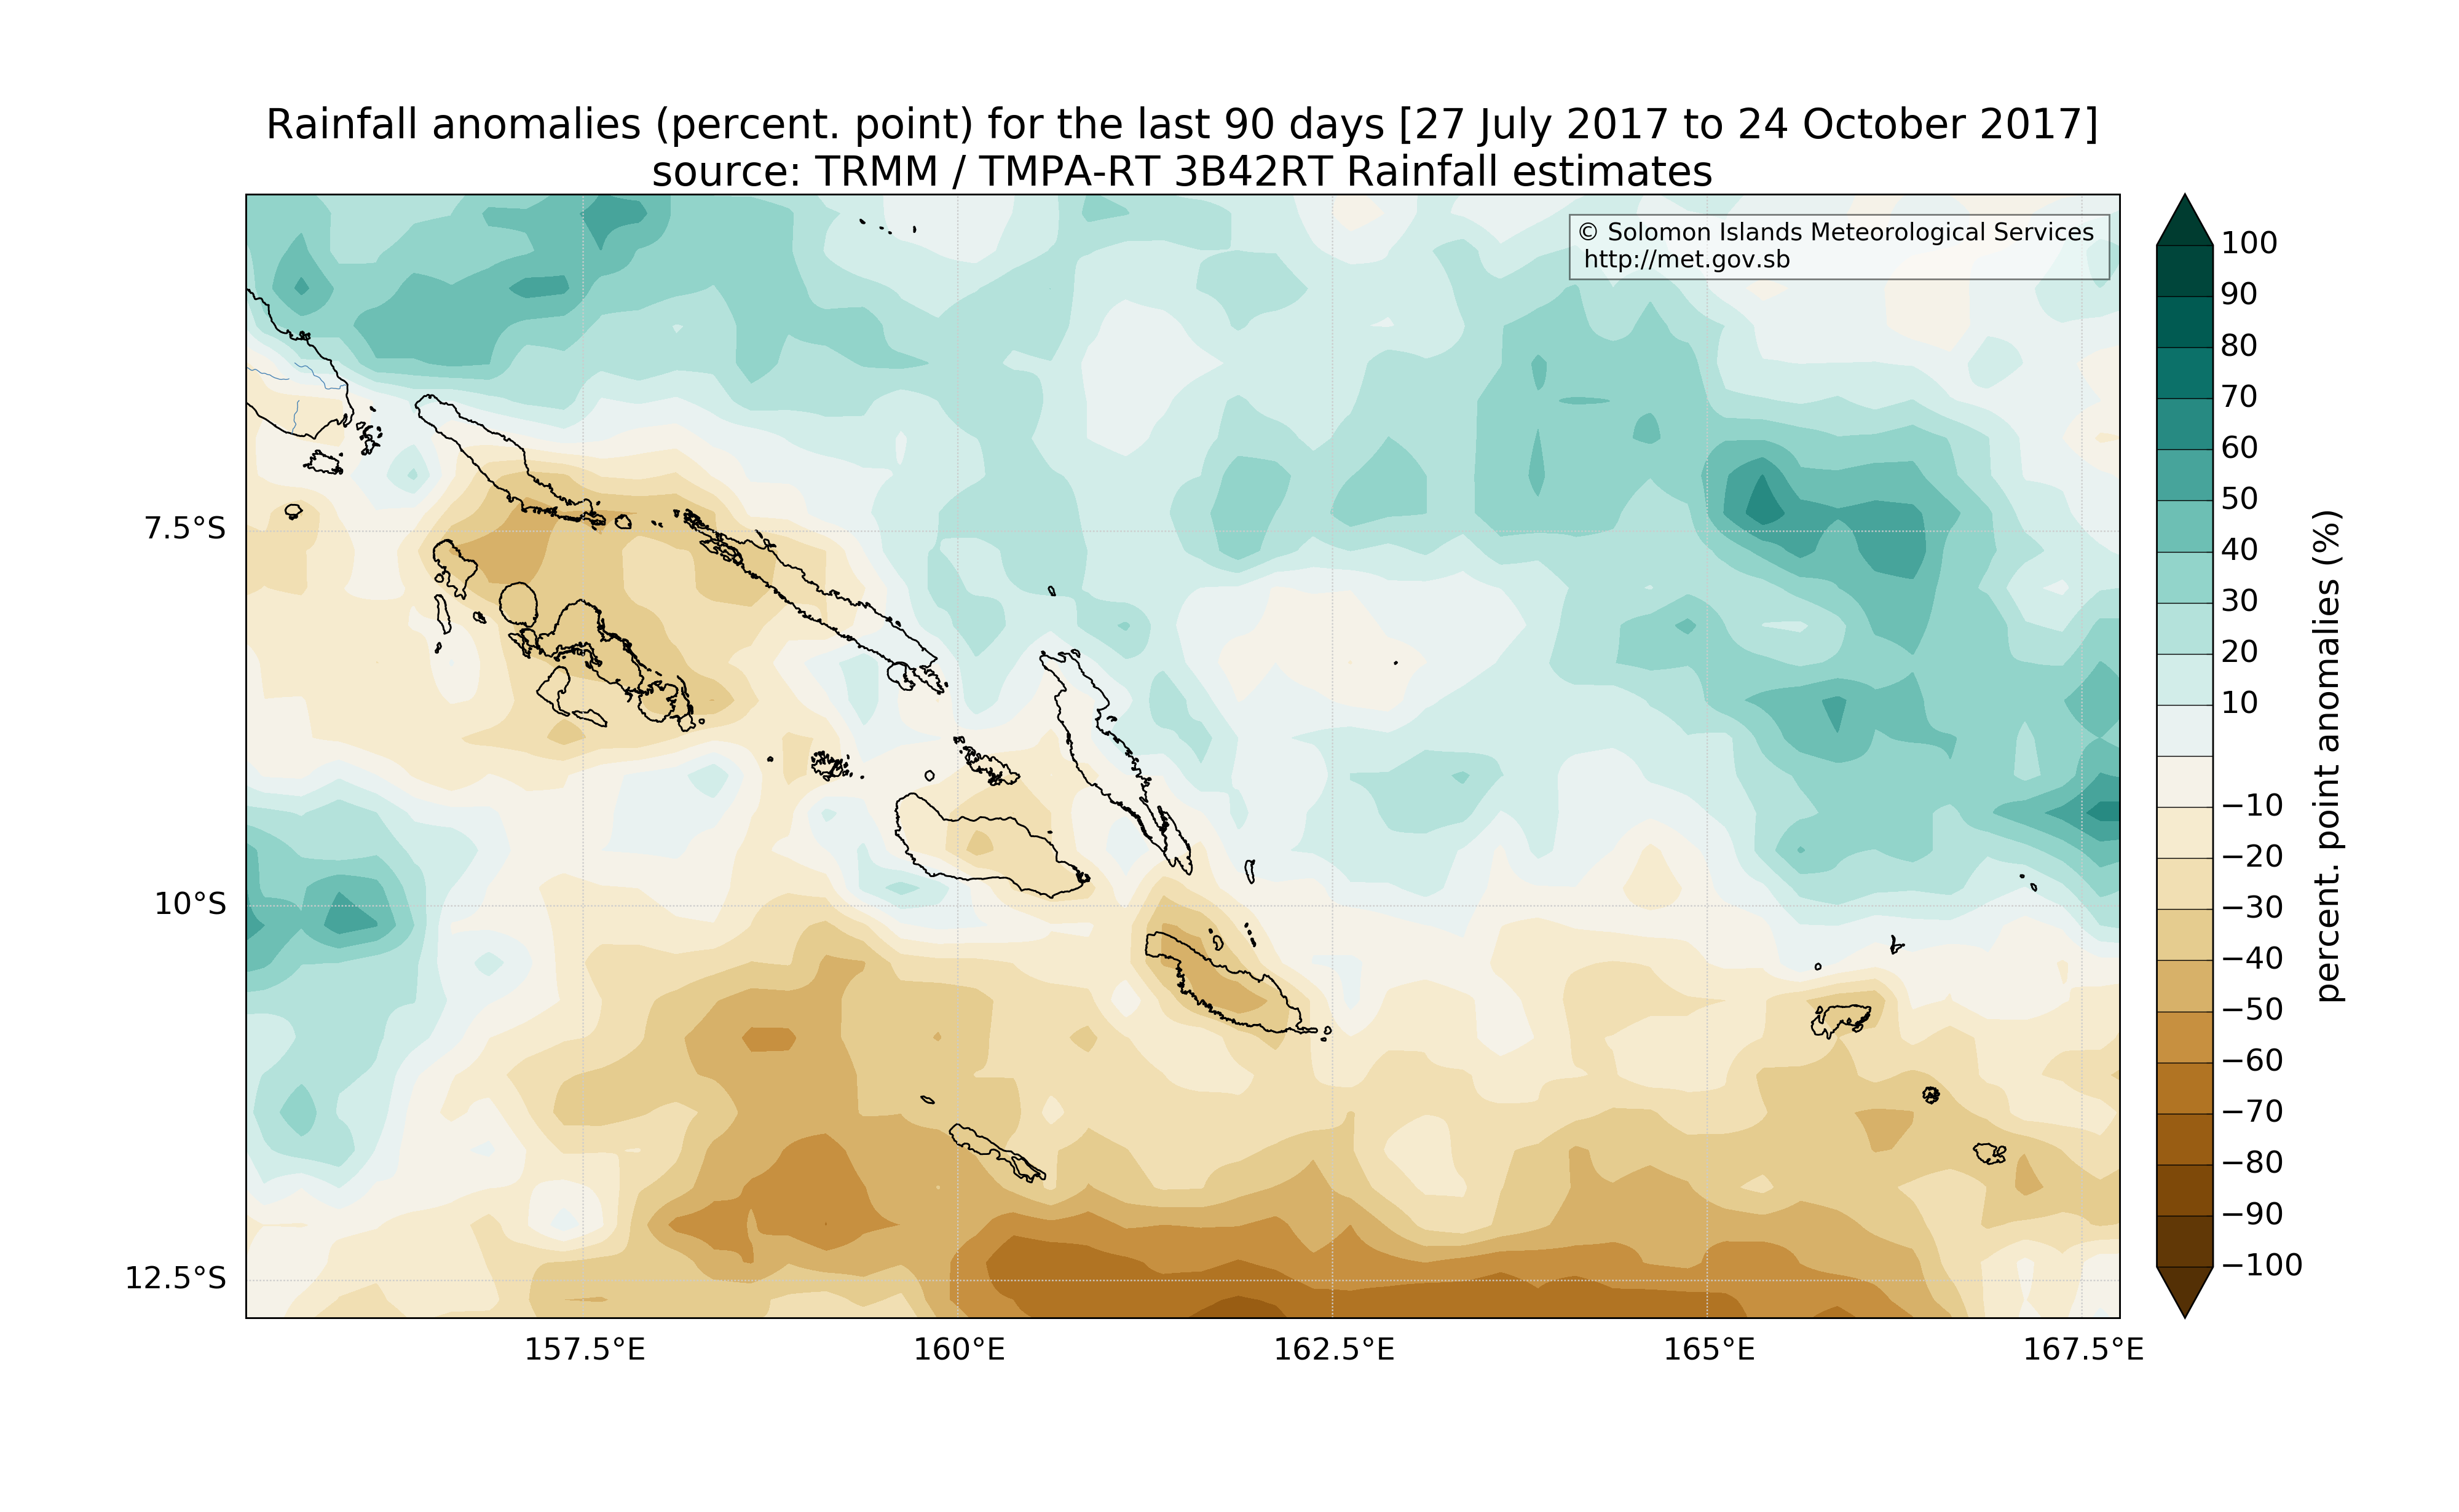 Rainfall anomalies (percent. point) for the last 90 days [27 July 2017 to 24 October 2017]
source: TRMM / TMPA-RT 3B42RT Rainfall estimates
© Solomon Islands Meteorological Services
http://met.gov.sb
7.5°S
10°S
12.5°S
157.5°E
160°E
162.5°E
165°E
167.5°E
100
90
80
70
60
50
40
30
20
10
−10
−20
−30
−40
−50
−60
−70
−80
−90
−100
percent. point anomalies (%)